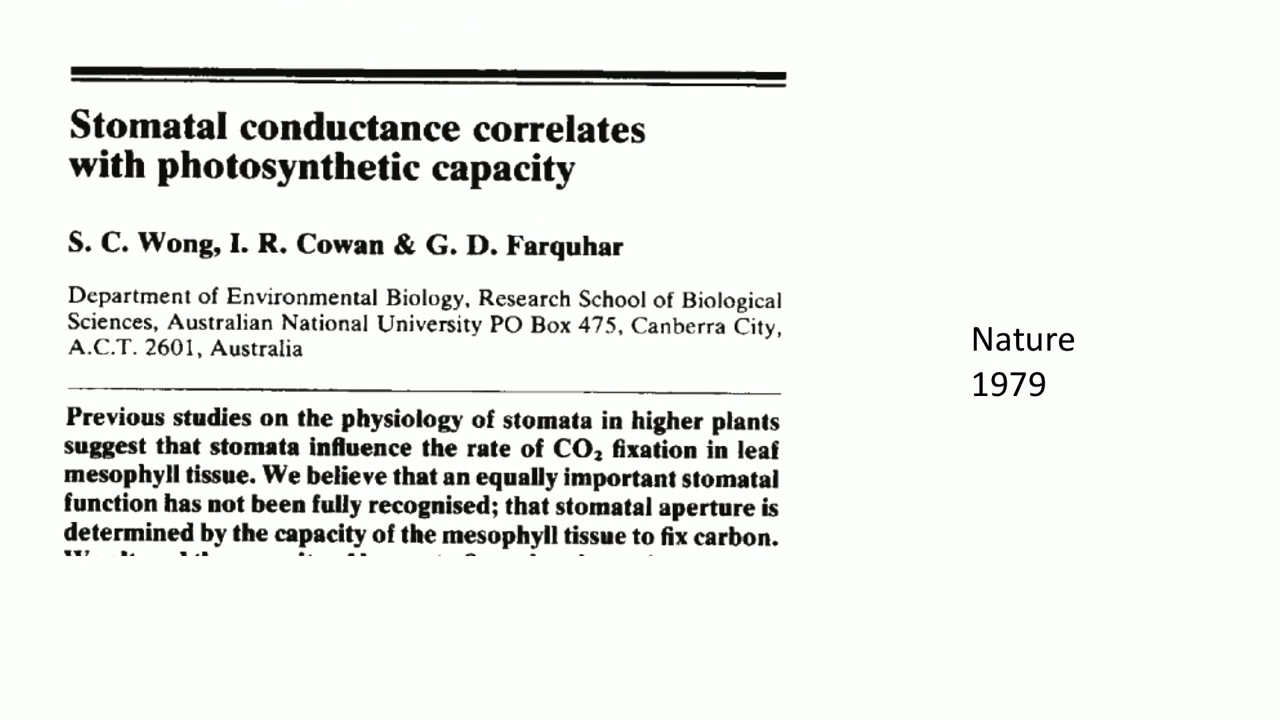 Stomatal conductance correlates
with photosynthetic capacity
S. C. Wong, I. R. Cowan & G. D. Farquhar
Department of Environmental Biology, Research School of Biological
Sciences, Australian National University PO Box 475, Canberra City,
A.C.T. 2601, Australia
Previous studies on the physiology of stomata in higher plants
suggest that stomata influence the rate of CO₂ fixation in leaf
mesophyll tissue. We believe that an equally important stomatal
function has not been fully recognised; that stomatal aperture is
determined by the capacity of the mesophyll tissue to fix carbon.
Nature
1979